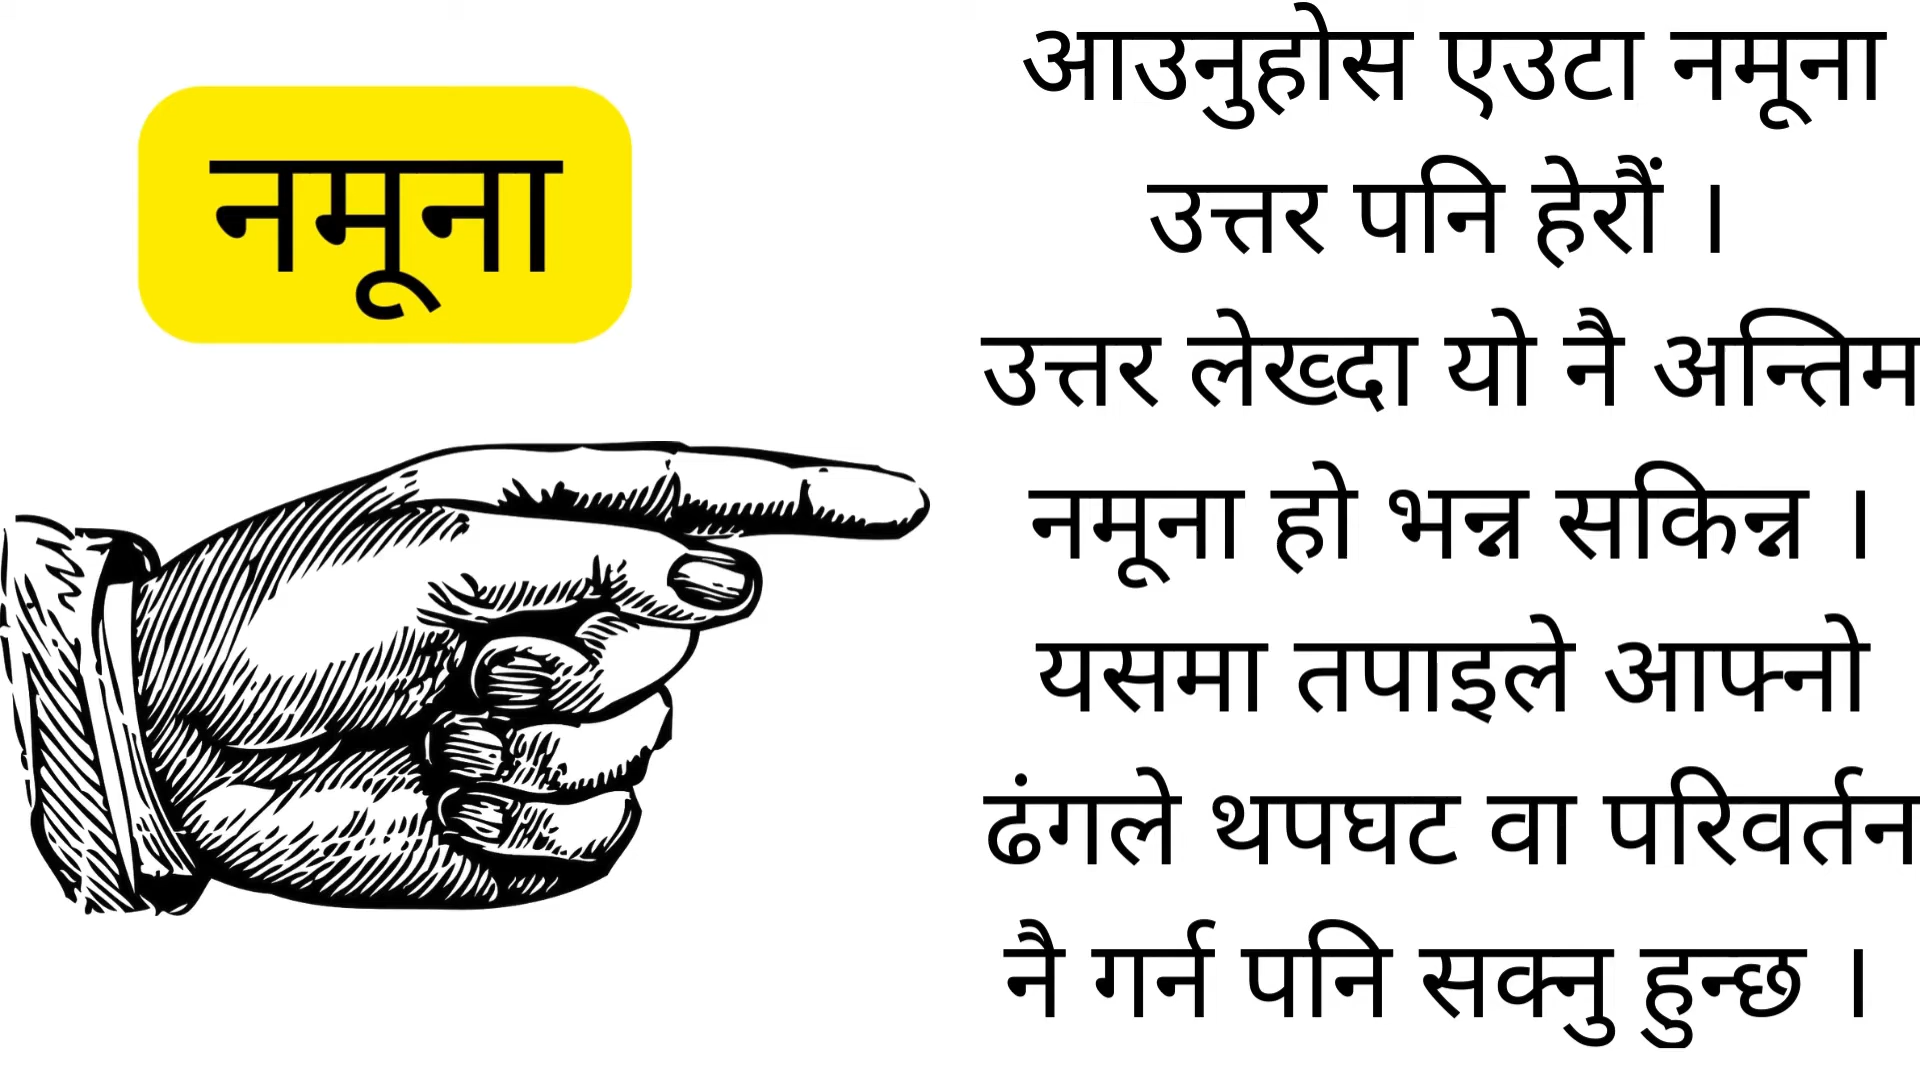 नमूना
आउनुहोस एउटा नमूना
उत्तर पनि हेरौं ।
उत्तर लेख्दा यो नै अन्तिम
नमूना हो भन्न सकिन्न ।
यसमा तपाइले आफ्नो
ढंगले थपघट वा परिवर्तन
नै गर्न पनि सक्नु हुन्छ ।